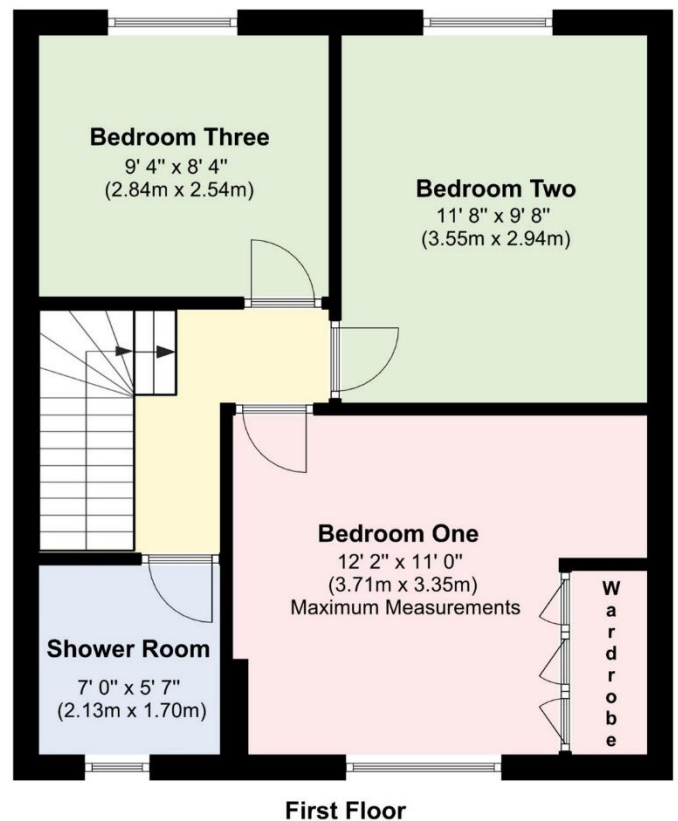 Bedroom Three
9' 4" x 8' 4"
(2.84m x 2.54m)
Bedroom Two
11' 8" x 9' 8"
(3.55m x 2.94m)
Bedroom One
12' 2" x 11' 0"
(3.71m x 3.35m)
Maximum Measurements
Wardrobe
Shower Room
7' 0" x 5' 7"
(2.13m x 1.70m)
First Floor